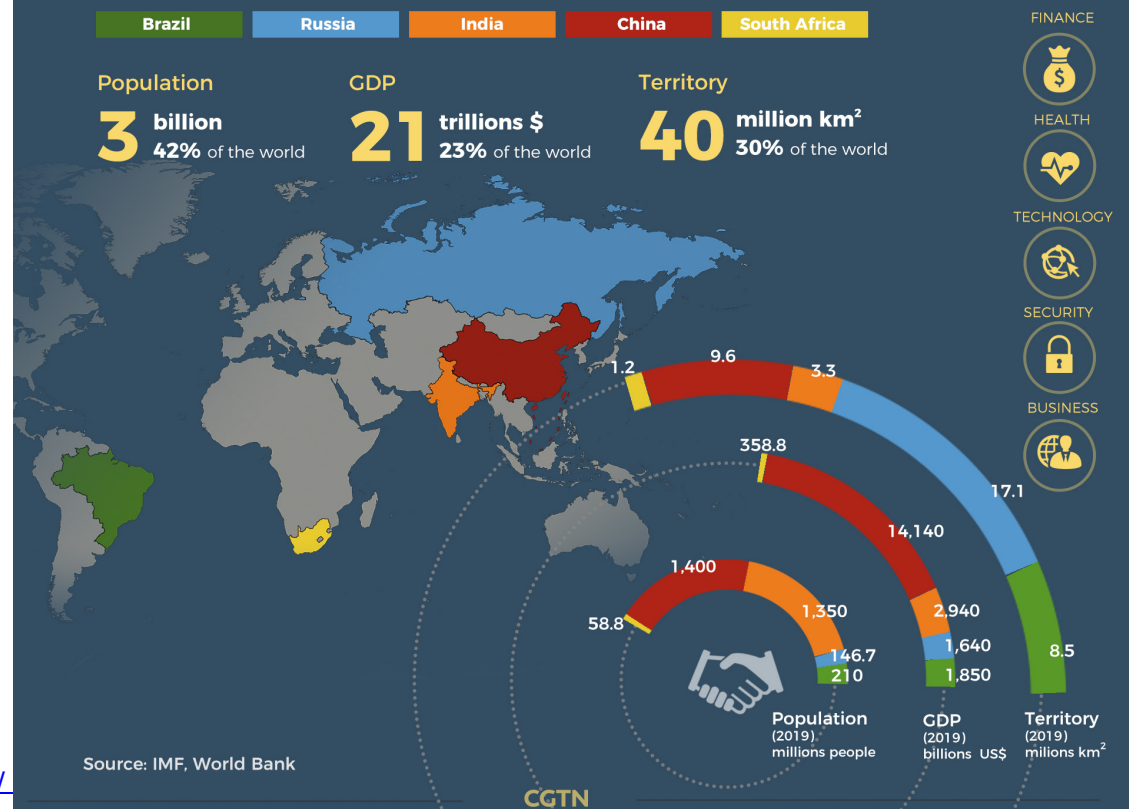 Brazil
Russia
India
China
South Africa
Population
3 billion
42% of the world
GDP
21 trillions $
23% of the world
Territory
40 million km²
30% of the world
FINANCE
$
HEALTH
TECHNOLOGY
SECURITY
BUSINESS
1.2
9.6
3.3
17.1
8.5
358.8
14,140
2,940
1,640
1,850
58.8
1,400
1,350
146.7
210
Population
(2019)
millions people
GDP
(2019)
billions US$
Territory
(2019)
milions km²
Source: IMF, World Bank
CGTN